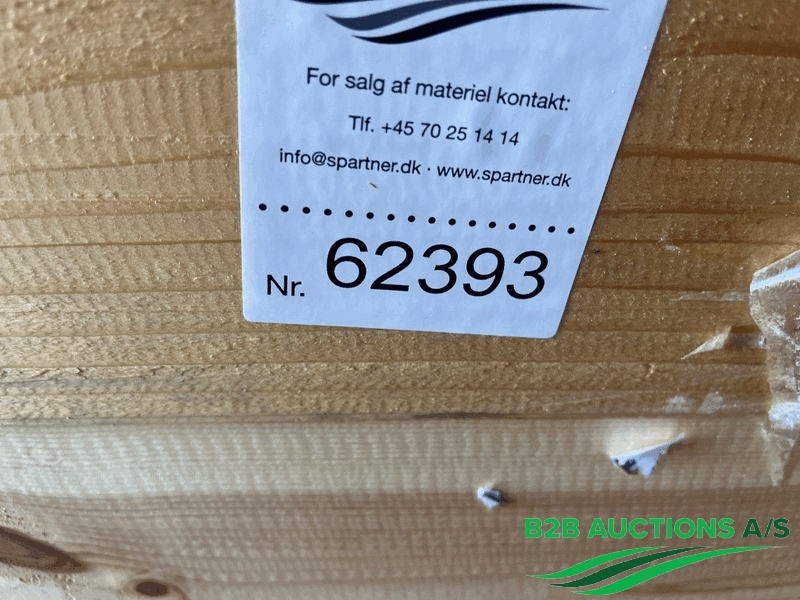 For salg af materiel kontakt:
Tlf. +45 70 25 14 14
info@spartner.dk · www.spartner.dk
Nr. 62393
B2B AUCTIONS A/S